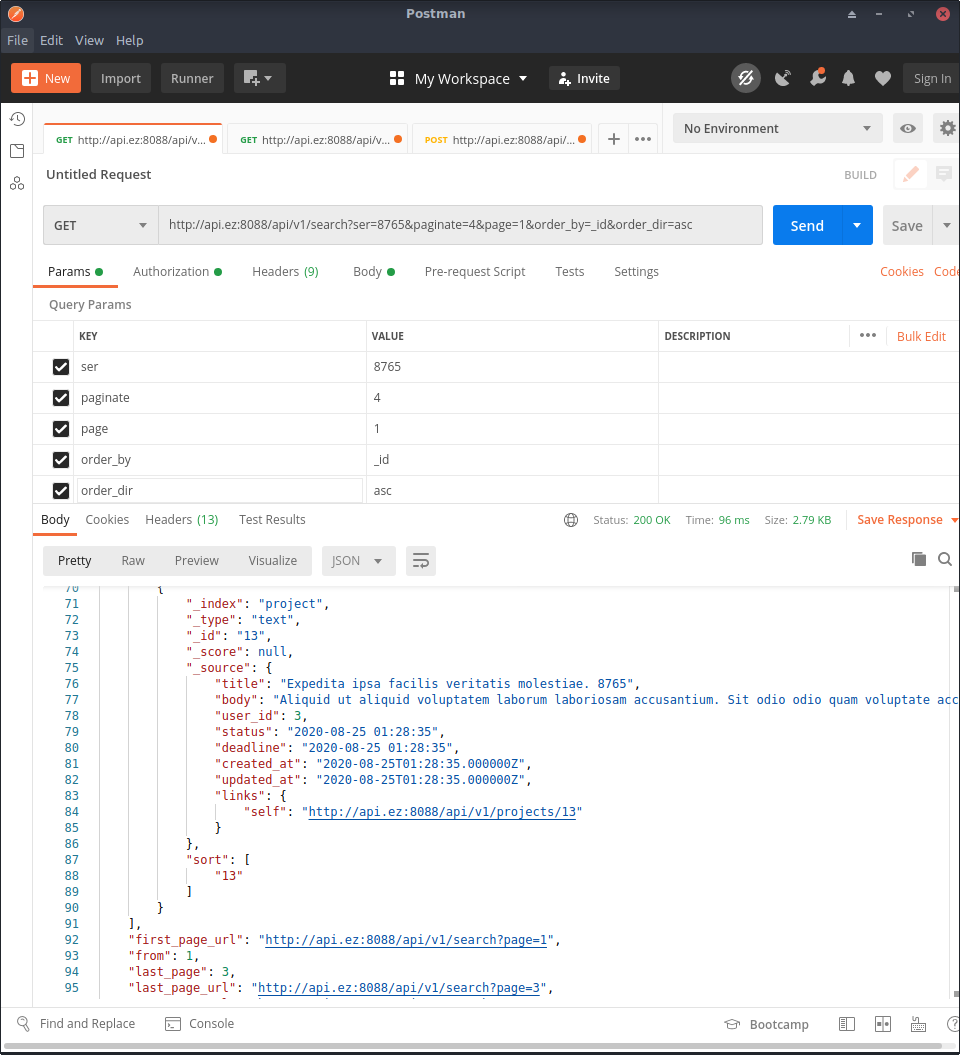 Postman
File Edit View Help
New Import Runner My Workspace Invite Sign In
GET http://api.ez:8088/api/v... GET http://api.ez:8088/api/v... POST http://api.ez:8088/api/... + ••• No Environment
Untitled Request BUILD
GET http://api.ez:8088/api/v1/search?ser=8765&paginate=4&page=1&order_by=_id&order_dir=asc Send Save
Params Authorization Headers (9) Body Pre-request Script Tests Settings Cookies Code
Query Params
KEY VALUE DESCRIPTION ••• Bulk Edit
ser 8765
paginate 4
page 1
order_by _id
order_dir asc
Body Cookies Headers (13) Test Results Status: 200 OK Time: 96 ms Size: 2.79 KB Save Response
Pretty Raw Preview Visualize JSON
70 {
71 "_index": "project",
72 "_type": "text",
73 "_id": "13",
74 "_score": null,
75 "_source": {
76 "title": "Expedita ipsa facilis veritatis molestiae. 8765",
77 "body": "Aliquid ut aliquid voluptatem laborum laboriosam accusantium. Sit odio odio quam voluptate acc
78 "user_id": 3,
79 "status": "2020-08-25 01:28:35",
80 "deadline": "2020-08-25 01:28:35",
81 "created_at": "2020-08-25T01:28:35.000000Z",
82 "updated_at": "2020-08-25T01:28:35.000000Z",
83 "links": {
84 "self": "http://api.ez:8088/api/v1/projects/13"
85 }
86 },
87 "sort": [
88 "13"
89 ]
90 }
91 ],
92 "first_page_url": "http://api.ez:8088/api/v1/search?page=1",
93 "from": 1,
94 "last_page": 3,
95 "last_page_url": "http://api.ez:8088/api/v1/search?page=3",
Find and Replace Console Bootcamp